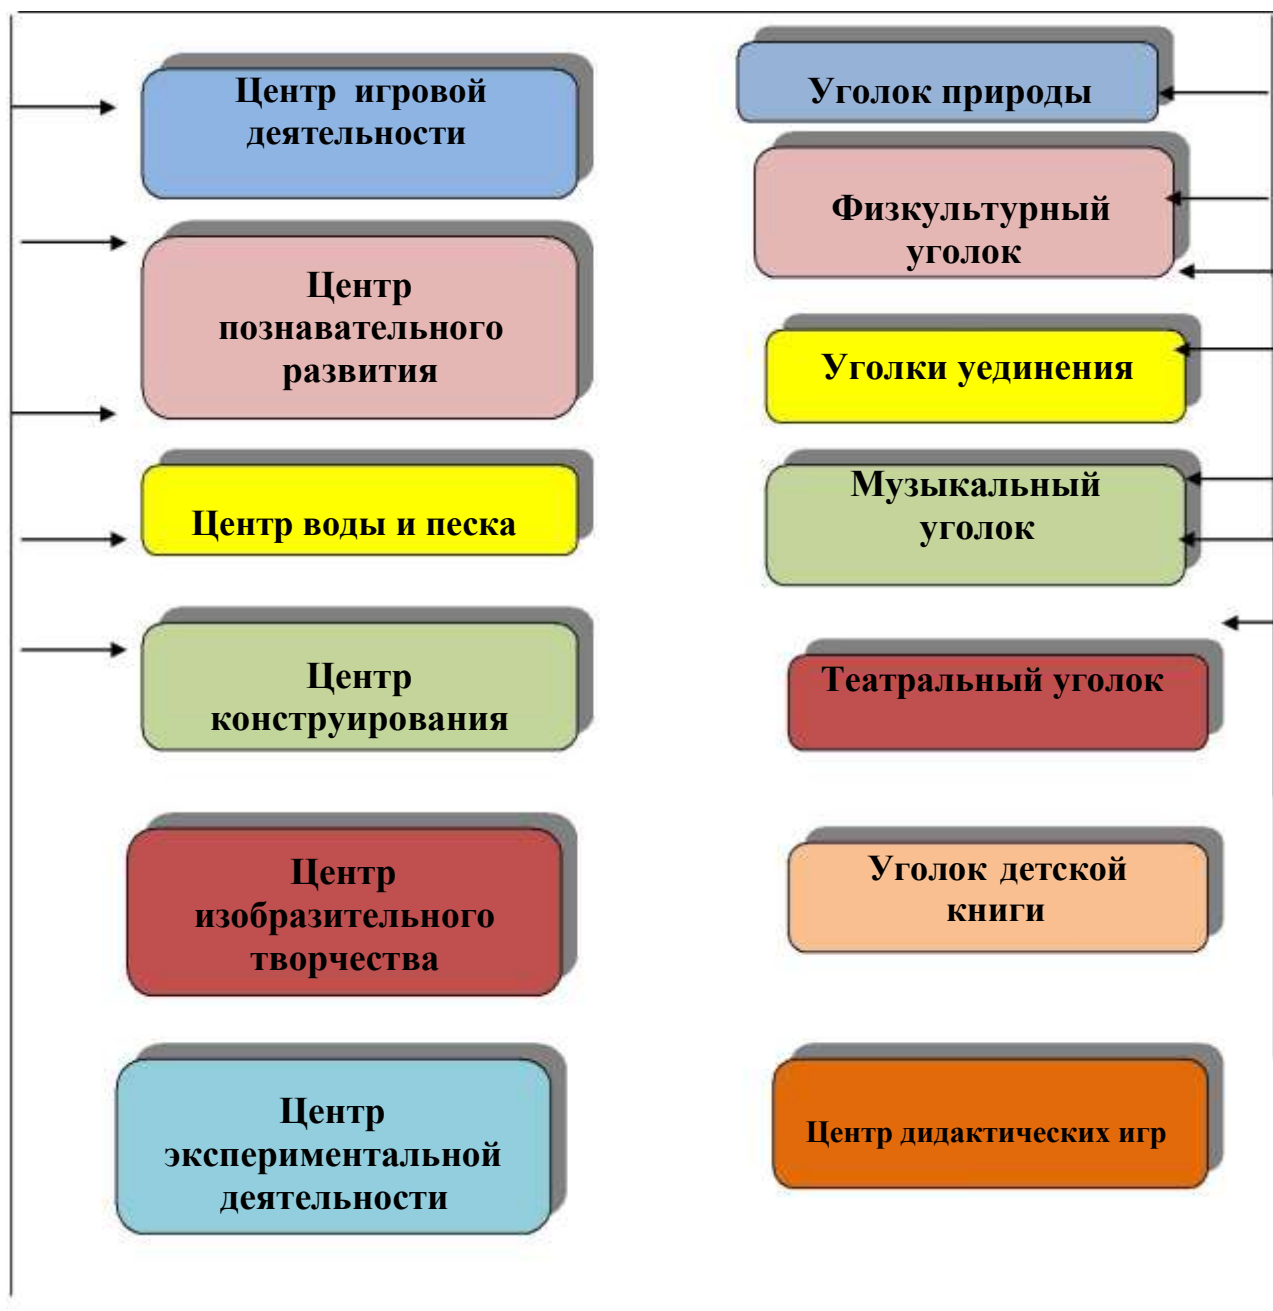 Центр игровой
деятельности
Центр
познавательного
развития
Центр воды и песка
Центр
конструирования
Центр
изобразительного
творчества
Центр
экспериментальной
деятельности
Уголок природы
Физкультурный
уголок
Уголки уединения
Музыкальный
уголок
Театральный уголок
Уголок детской
книги
Центр дидактических игр